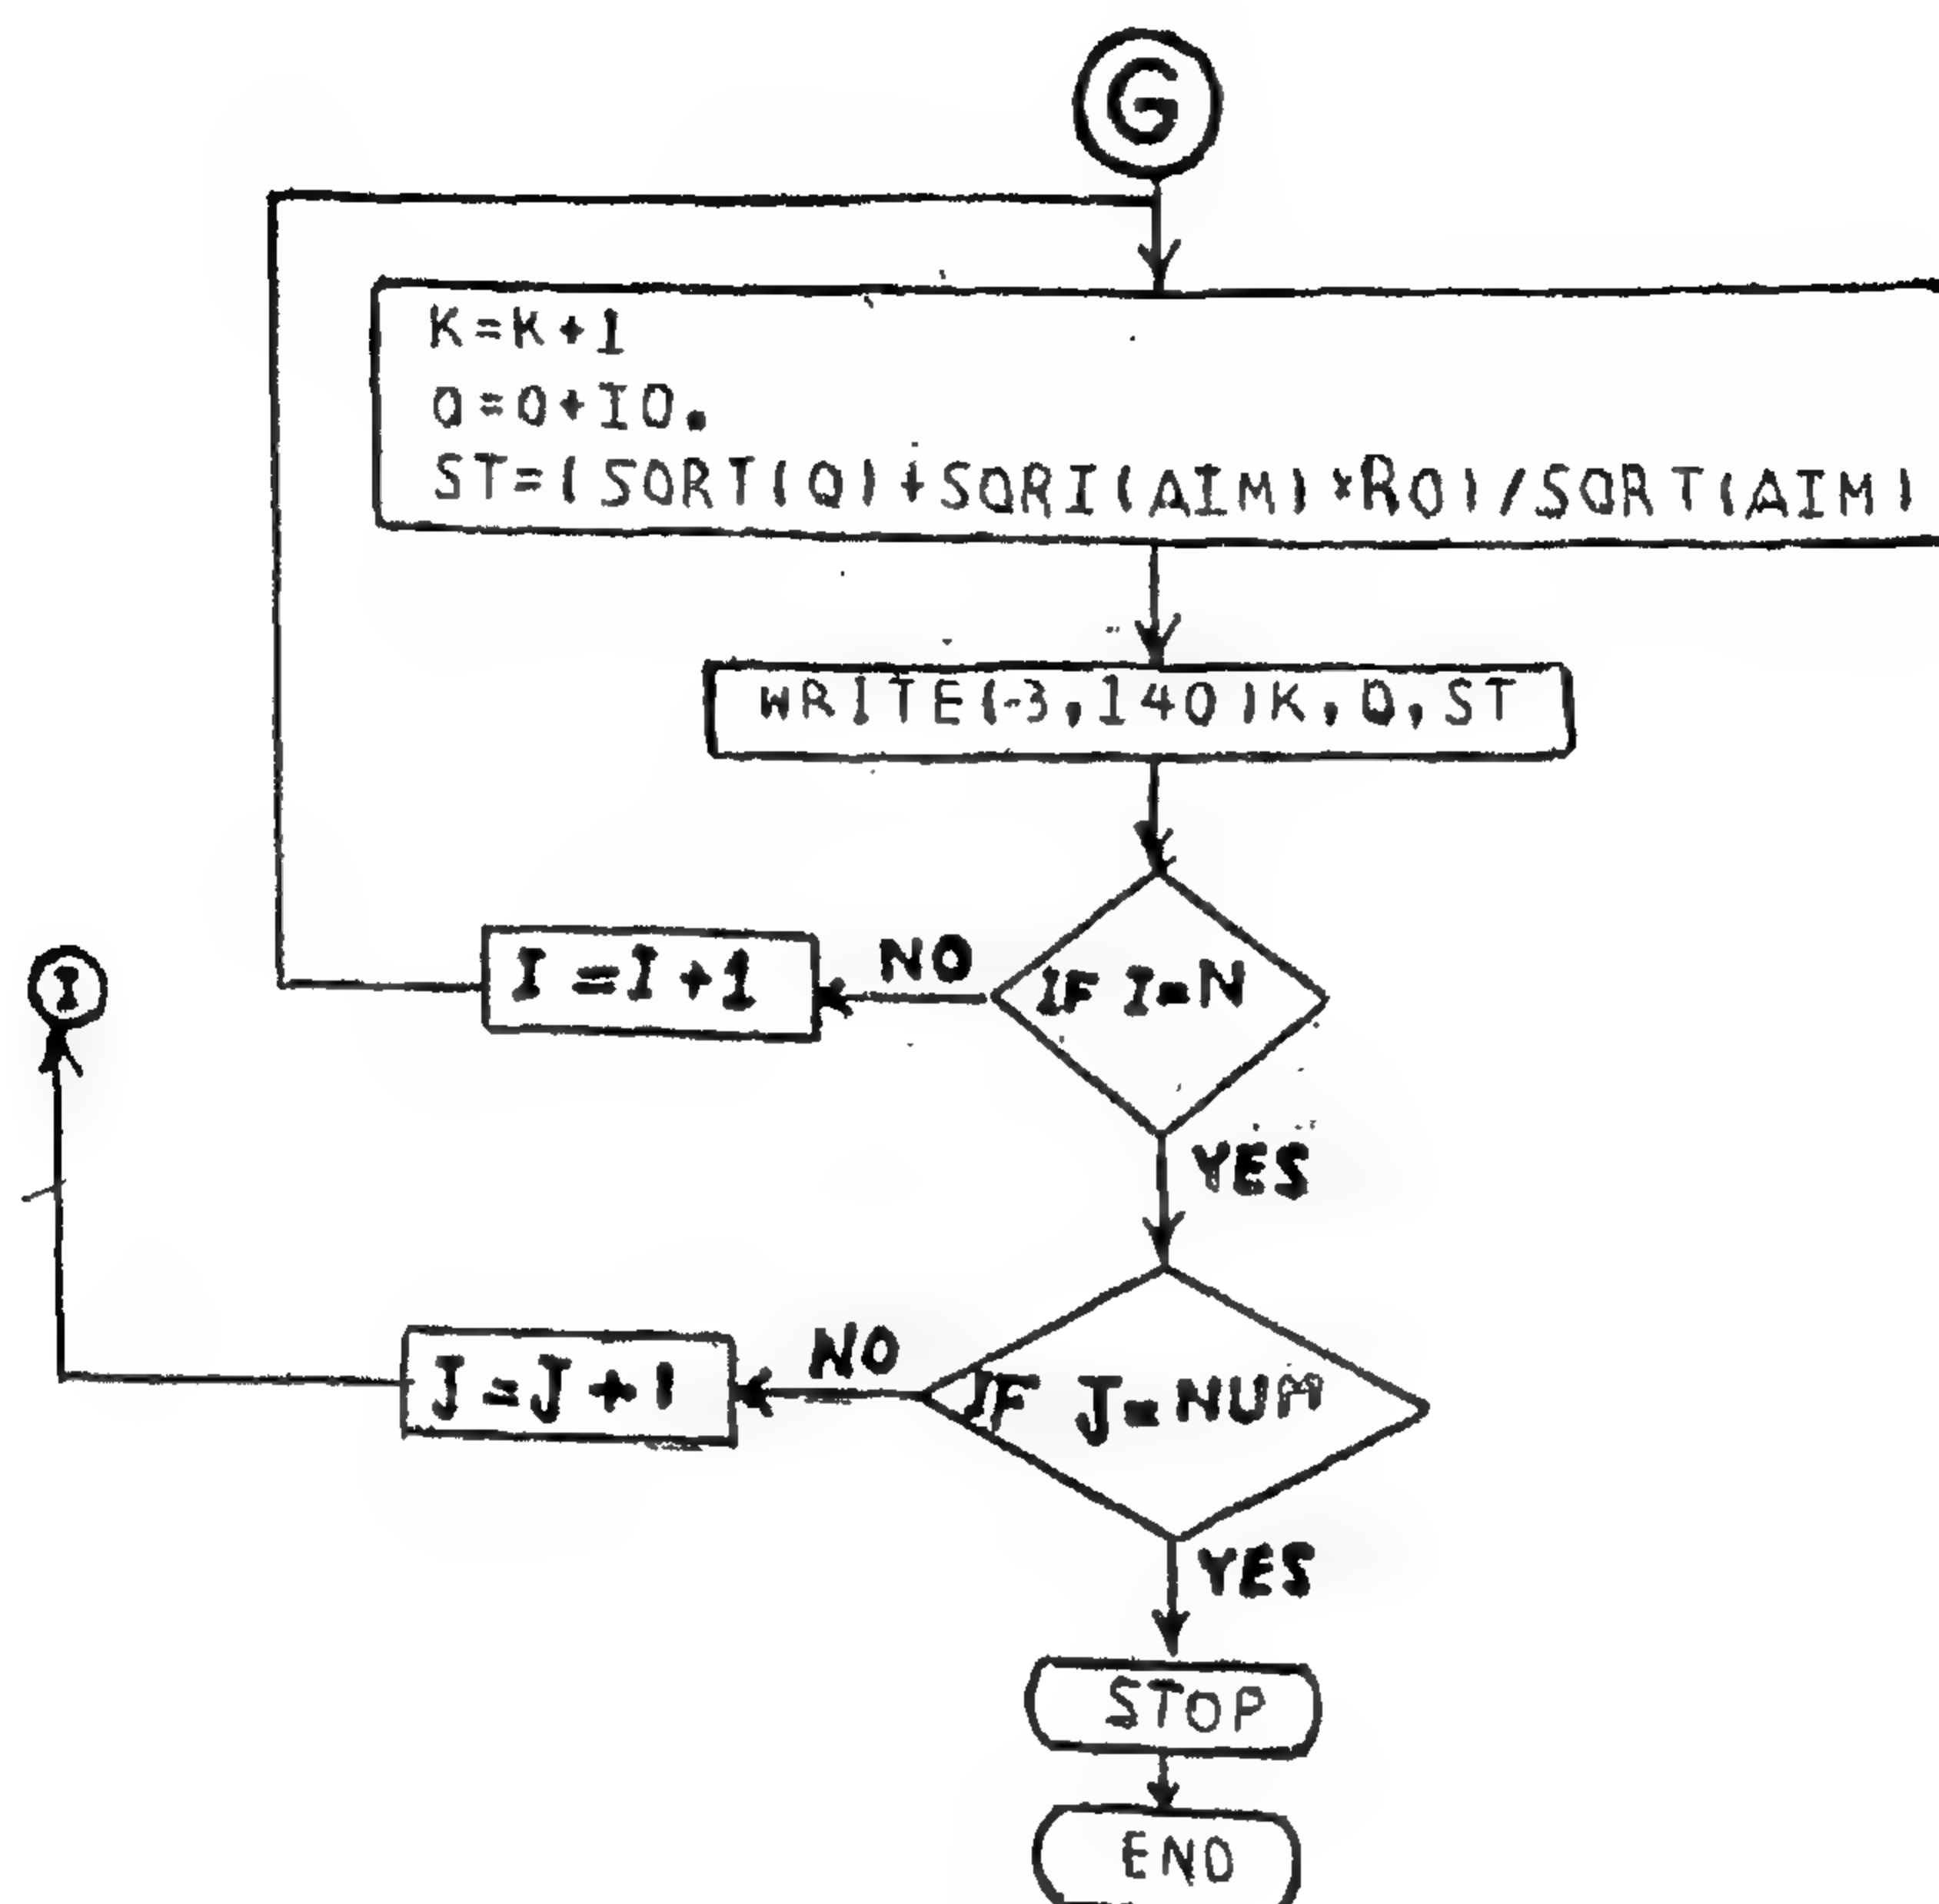 G
K=K+1
Q=Q+10.
ST=(SQRT(Q)+SQRT(AIM)*RO)/SQRT(AIM)
WRITE(-3,140)K,Q,ST
I
I=I+1
NO
IF I=N
YES
J=J+1
NO
IF J=NUM
YES
STOP
END